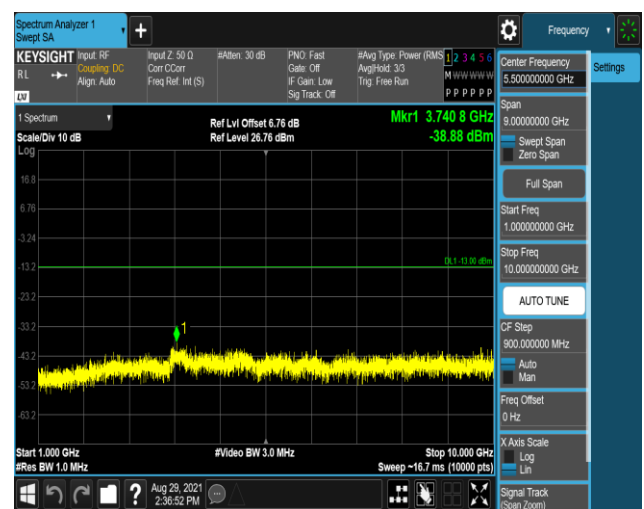 Spectrum Analyzer 1
Swept SA
Frequency
KEYSIGHT
RL
LXI
Input: RF
Coupling: DC
Align: Auto
Input Z: 50 Ω
Corr CCorr
Freq Ref: Int (S)
#Atten: 30 dB
PNO: Fast
Gate: Off
IF Gain: Low
Sig Track: Off
#Avg Type: Power (RMS
Avg|Hold: 3/3
Trig: Free Run
1 2 3 4 5 6
M W W W W W
P P P P P P
1 Spectrum
Scale/Div 10 dB
Log
Ref Lvl Offset 6.76 dB
Ref Level 26.76 dBm
Mkr1 3.740 8 GHz
-38.88 dBm
16.8
6.76
-3.24
-13.2
-23.2
-33.2
-43.2
-53.2
-63.2
DL1 -13.00 dBm
1
Start 1.000 GHz
#Res BW 1.0 MHz
#Video BW 3.0 MHz
Stop 10.000 GHz
Sweep ~16.7 ms (10000 pts)
Aug 29, 2021
2:36:52 PM
Center Frequency
5.500000000 GHz
Span
9.00000000 GHz
Swept Span
Zero Span
Full Span
Start Freq
1.000000000 GHz
Stop Freq
10.000000000 GHz
AUTO TUNE
CF Step
900.000000 MHz
Auto
Man
Freq Offset
0 Hz
X Axis Scale
Log
Lin
Signal Track
(Span Zoom)
Settings